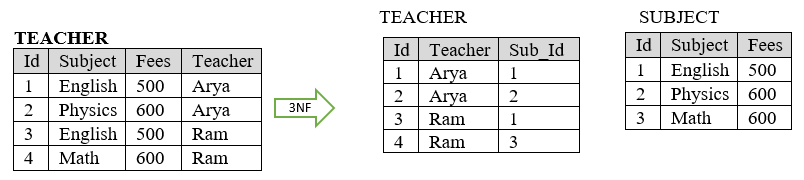 TEACHER
Id Subject Fees Teacher
1 English 500 Arya
2 Physics 600 Arya
3 English 500 Ram
4 Math 600 Ram
3NF
TEACHER
Id Teacher Sub_Id
1 Arya 1
2 Arya 2
3 Ram 1
4 Ram 3
SUBJECT
Id Subject Fees
1 English 500
2 Physics 600
3 Math 600